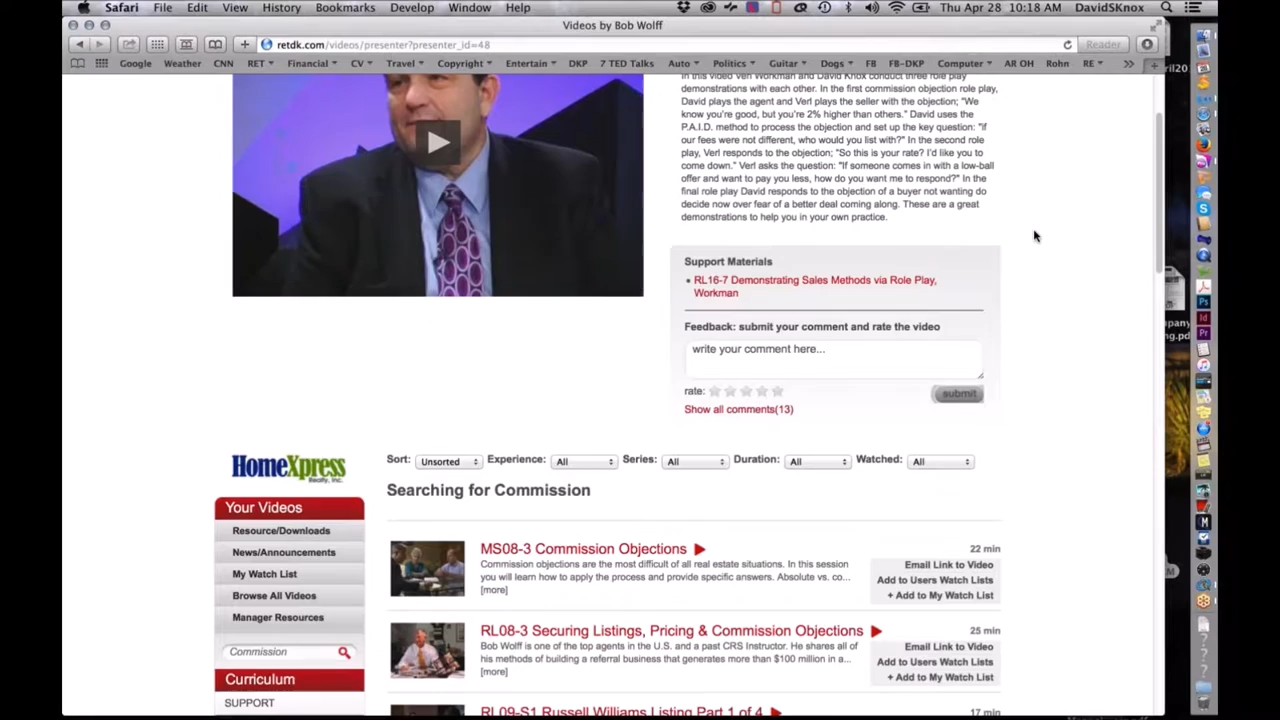 Safari File Edit View History Bookmarks Develop Window Help Thu Apr 28 10:18 AM DavidSKnox
Videos by Bob Wolff
retdk.com/videos/presenter?presenter_id=48 Reader
Google Weather CNN RET Financial CV Travel Copyright Entertain DKP 7 TED Talks Auto Politics Guitar Dogs FB FB-DKP Computer AR OH Rohn RE
demonstrations with each other. In the first commission objection role play,
David plays the agent and Verl plays the seller with the objection; "We
know you're good, but you're 2% higher than others." David uses the
P.A.I.D. method to process the objection and set up the key question: "if
our fees were not different, who would you list with?" In the second role
play, Verl responds to the objection; "So this is your rate? I'd like you to
come down." Verl asks the question: "If someone comes in with a low-ball
offer and want to pay you less, how do you want me to respond?" In the
final role play David responds to the objection of a buyer not wanting do
decide now over fear of a better deal coming along. These are a great
demonstrations to help you in your own practice.
Support Materials
• RL16-7 Demonstrating Sales Methods via Role Play,
Workman
Feedback: submit your comment and rate the video
write your comment here...
rate: submit
Show all comments(13)
HomeXpress
Realty, Inc.
Sort: Unsorted Experience: All Series: All Duration: All Watched: All
Searching for Commission
Your Videos
Resource/Downloads
News/Announcements
My Watch List
Browse All Videos
Manager Resources
Commission
Curriculum
SUPPORT
MS08-3 Commission Objections
22 min
Commission objections are the most difficult of all real estate situations. In this session
you will learn how to apply the process and provide specific answers. Absolute vs. co...
[more]
Email Link to Video
Add to Users Watch Lists
+ Add to My Watch List
RL08-3 Securing Listings, Pricing & Commission Objections
25 min
Bob Wolff is one of the top agents in the U.S. and a past CRS Instructor. He shares all of
his methods of building a referral business that generates more than $100 million in a...
[more]
Email Link to Video
Add to Users Watch Lists
+ Add to My Watch List
RL09-S1 Russell Williams Listing Part 1 of 4
17 min